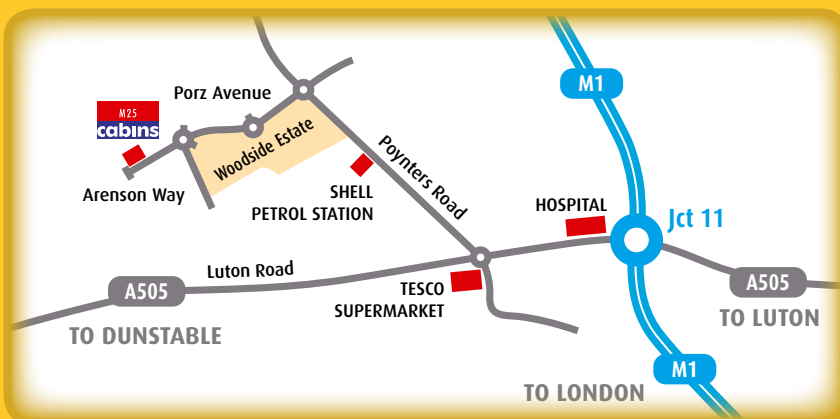 M1
Porz Avenue
M25
cabins
Woodside Estate
Poynters Road
Arenson Way
SHELL
PETROL STATION
HOSPITAL
Jct 11
Luton Road
A505
TESCO
SUPERMARKET
A505
TO DUNSTABLE
TO LUTON
M1
TO LONDON